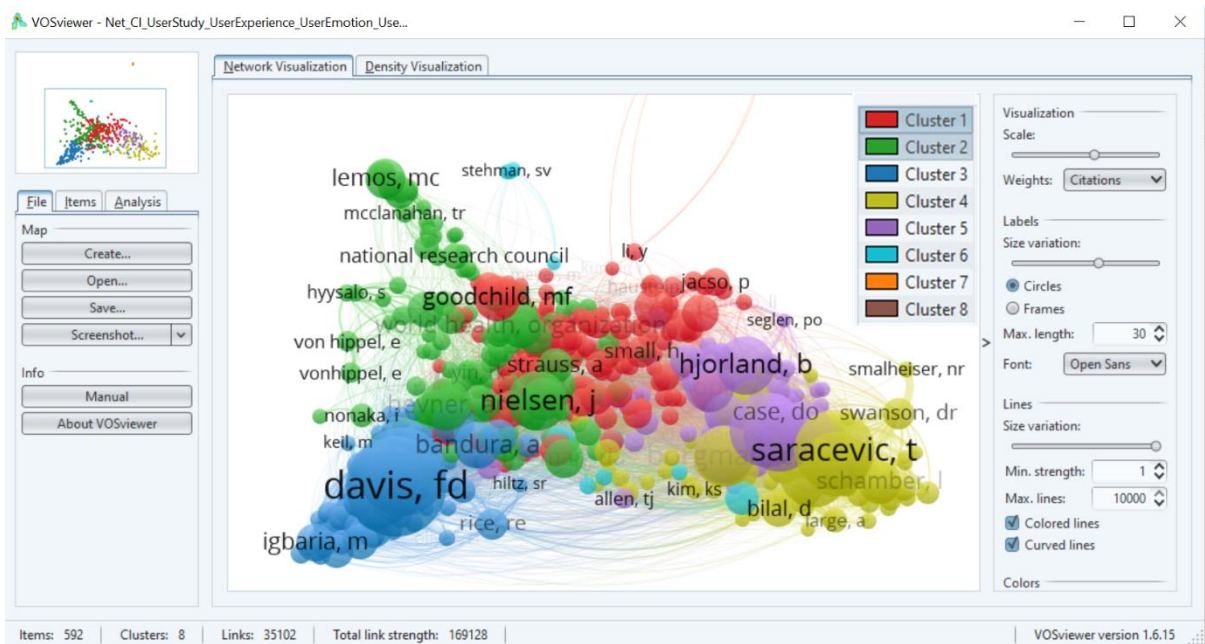 VOSviewer - Net_CI_UserStudy_UserExperience_UserEmotion_Use...
Network Visualization
Density Visualization
File
Items
Analysis
Map
Create...
Open...
Save...
Screenshot...
Info
Manual
About VOSviewer
Cluster 1
Cluster 2
Cluster 3
Cluster 4
Cluster 5
Cluster 6
Cluster 7
Cluster 8
lemos, mc
stehman, sv
mcclanahan, tr
national research council
li, y
hyysalo, s
goodchild, mf
jacso, p
world health, organization
seglen, po
von hippel, e
strauss, a
small, h
hjorland, b
smalheiser, nr
vonhippel, e
nielsen, j
case, do
swanson, dr
nonaka, i
keil, m
bandura, a
saracevic, t
davis, fd
hiltz, sr
kim, ks
schamber, l
allen, tj
bilal, d
rice, re
large, a
igbaria, m
Visualization
Scale:
Weights: Citations
Labels
Size variation:
Circles
Frames
Max. length: 30
Font: Open Sans
Lines
Size variation:
Min. strength: 1
Max. lines: 10000
Colored lines
Curved lines
Colors
Items: 592 Clusters: 8 Links: 35102 Total link strength: 169128 VOSviewer version 1.6.15